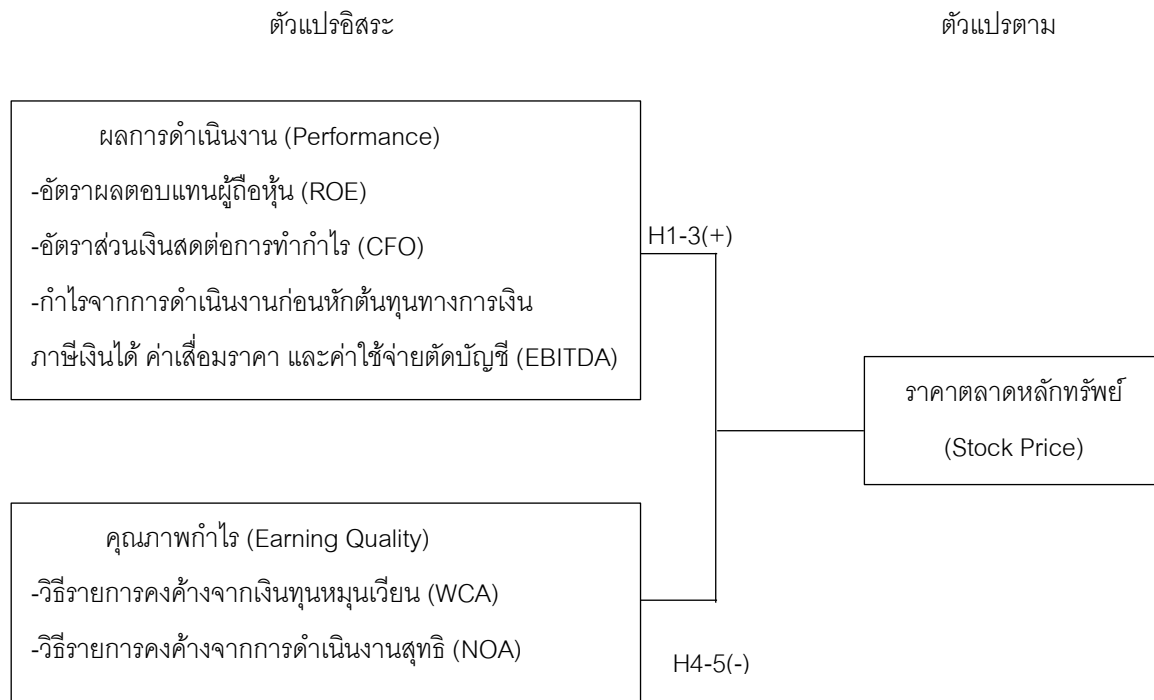 ตัวแปรอิสระ
ตัวแปรตาม
ผลการดำเนินงาน (Performance)
-อัตราผลตอบแทนผู้ถือหุ้น (ROE)
-อัตราส่วนเงินสดต่อการทำกำไร (CFO)
-กำไรจากการดำเนินงานก่อนหักต้นทุนทางการเงิน
ภาษีเงินได้ ค่าเสื่อมราคา และค่าใช้จ่ายตัดบัญชี (EBITDA)
H1-3(+)
ราคาตลาดหลักทรัพย์
(Stock Price)
คุณภาพกำไร (Earning Quality)
-วิธีรายการคงค้างจากเงินทุนหมุนเวียน (WCA)
-วิธีรายการคงค้างจากการดำเนินงานสุทธิ (NOA)
H4-5(-)